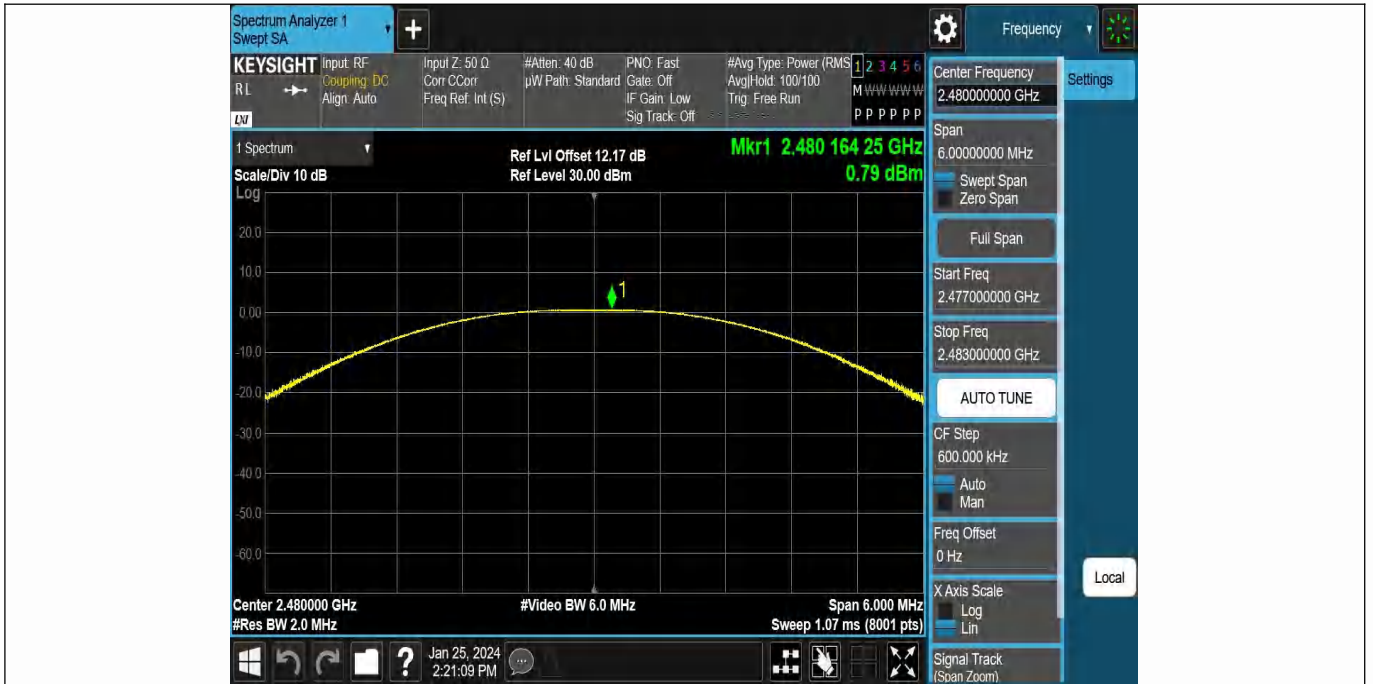 Spectrum Analyzer 1
Swept SA
+
Frequency
KEYSIGHT
R L
LXI
Input: RF
Coupling: DC
Align: Auto
Input Z: 50 Ω
Corr CCorr
Freq Ref: Int (S)
#Atten: 40 dB
µW Path: Standard
PNO: Fast
Gate: Off
IF Gain: Low
Sig Track: Off
#Avg Type: Power (RMS
Avg|Hold: 100/100
Trig: Free Run
1 2 3 4 5 6
M W W W W W
P P P P P P
Center Frequency
2.480000000 GHz
Settings
Span
6.00000000 MHz
Swept Span
Zero Span
Full Span
Start Freq
2.477000000 GHz
Stop Freq
2.483000000 GHz
AUTO TUNE
CF Step
600.000 kHz
Auto
Man
Freq Offset
0 Hz
X Axis Scale
Log
Lin
Local
Signal Track
(Span Zoom)
1 Spectrum
Scale/Div 10 dB
Ref Lvl Offset 12.17 dB
Ref Level 30.00 dBm
Mkr1 2.480 164 25 GHz
0.79 dBm
Log
20.0
10.0
1
0.00
-10.0
-20.0
-30.0
-40.0
-50.0
-60.0
Center 2.480000 GHz
#Video BW 6.0 MHz
Span 6.000 MHz
#Res BW 2.0 MHz
Sweep 1.07 ms (8001 pts)
?
Jan 25, 2024
2:21:09 PM